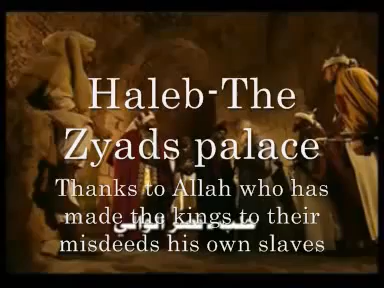 Haleb-The
Zyads palace
Thanks to Allah who has
made the kings to their
misdeeds his own slaves